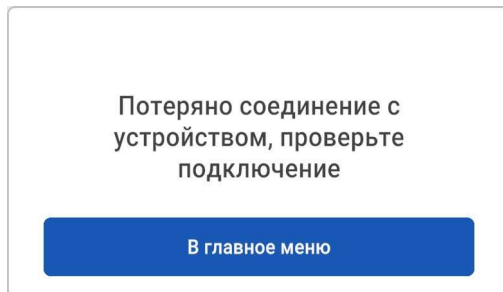 Потеряно соединение с
устройством, проверьте
подключение
В главное меню